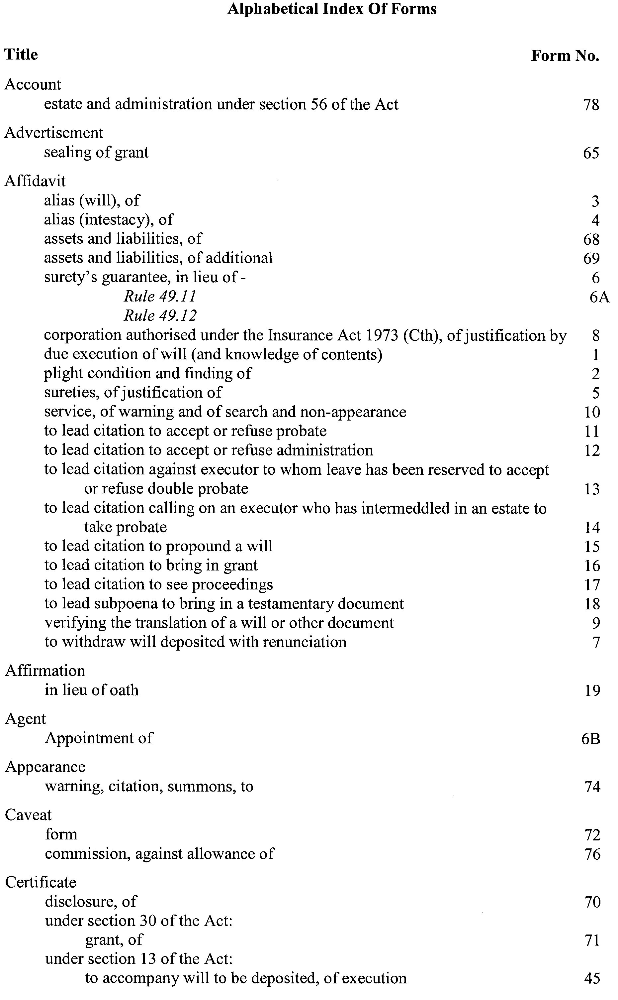 Alphabetical Index Of Forms
Title Form No.
Account
estate and administration under section 56 of the Act 78
Advertisement
sealing of grant 65
Affidavit
alias (will), of 3
alias (intestacy), of 4
assets and liabilities, of 68
assets and liabilities, of additional 69
surety's guarantee, in lieu of - 6
Rule 49.11 6A
Rule 49.12
corporation authorised under the Insurance Act 1973 (Cth), of justification by 8
due execution of will (and knowledge of contents) 1
plight condition and finding of 2
sureties, of justification of 5
service, of warning and of search and non-appearance 10
to lead citation to accept or refuse probate 11
to lead citation to accept or refuse administration 12
to lead citation against executor to whom leave has been reserved to accept
or refuse double probate 13
to lead citation calling on an executor who has intermeddled in an estate to
take probate 14
to lead citation to propound a will 15
to lead citation to bring in grant 16
to lead citation to see proceedings 17
to lead subpoena to bring in a testamentary document 18
verifying the translation of a will or other document 9
to withdraw will deposited with renunciation 7
Affirmation
in lieu of oath 19
Agent
Appointment of 6B
Appearance
warning, citation, summons, to 74
Caveat
form 72
commission, against allowance of 76
Certificate
disclosure, of 70
under section 30 of the Act:
grant, of 71
under section 13 of the Act:
to accompany will to be deposited, of execution 45